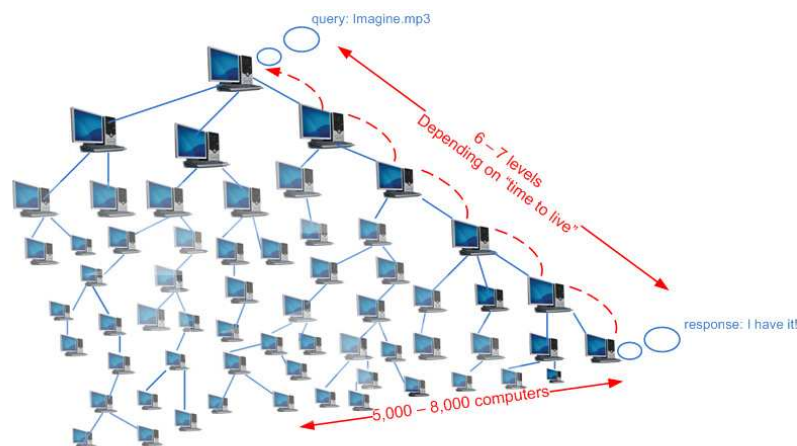 query: Imagine.mp3
6 – 7 levels
Depending on “time to live”
response: I have it!
5,000 – 8,000 computers